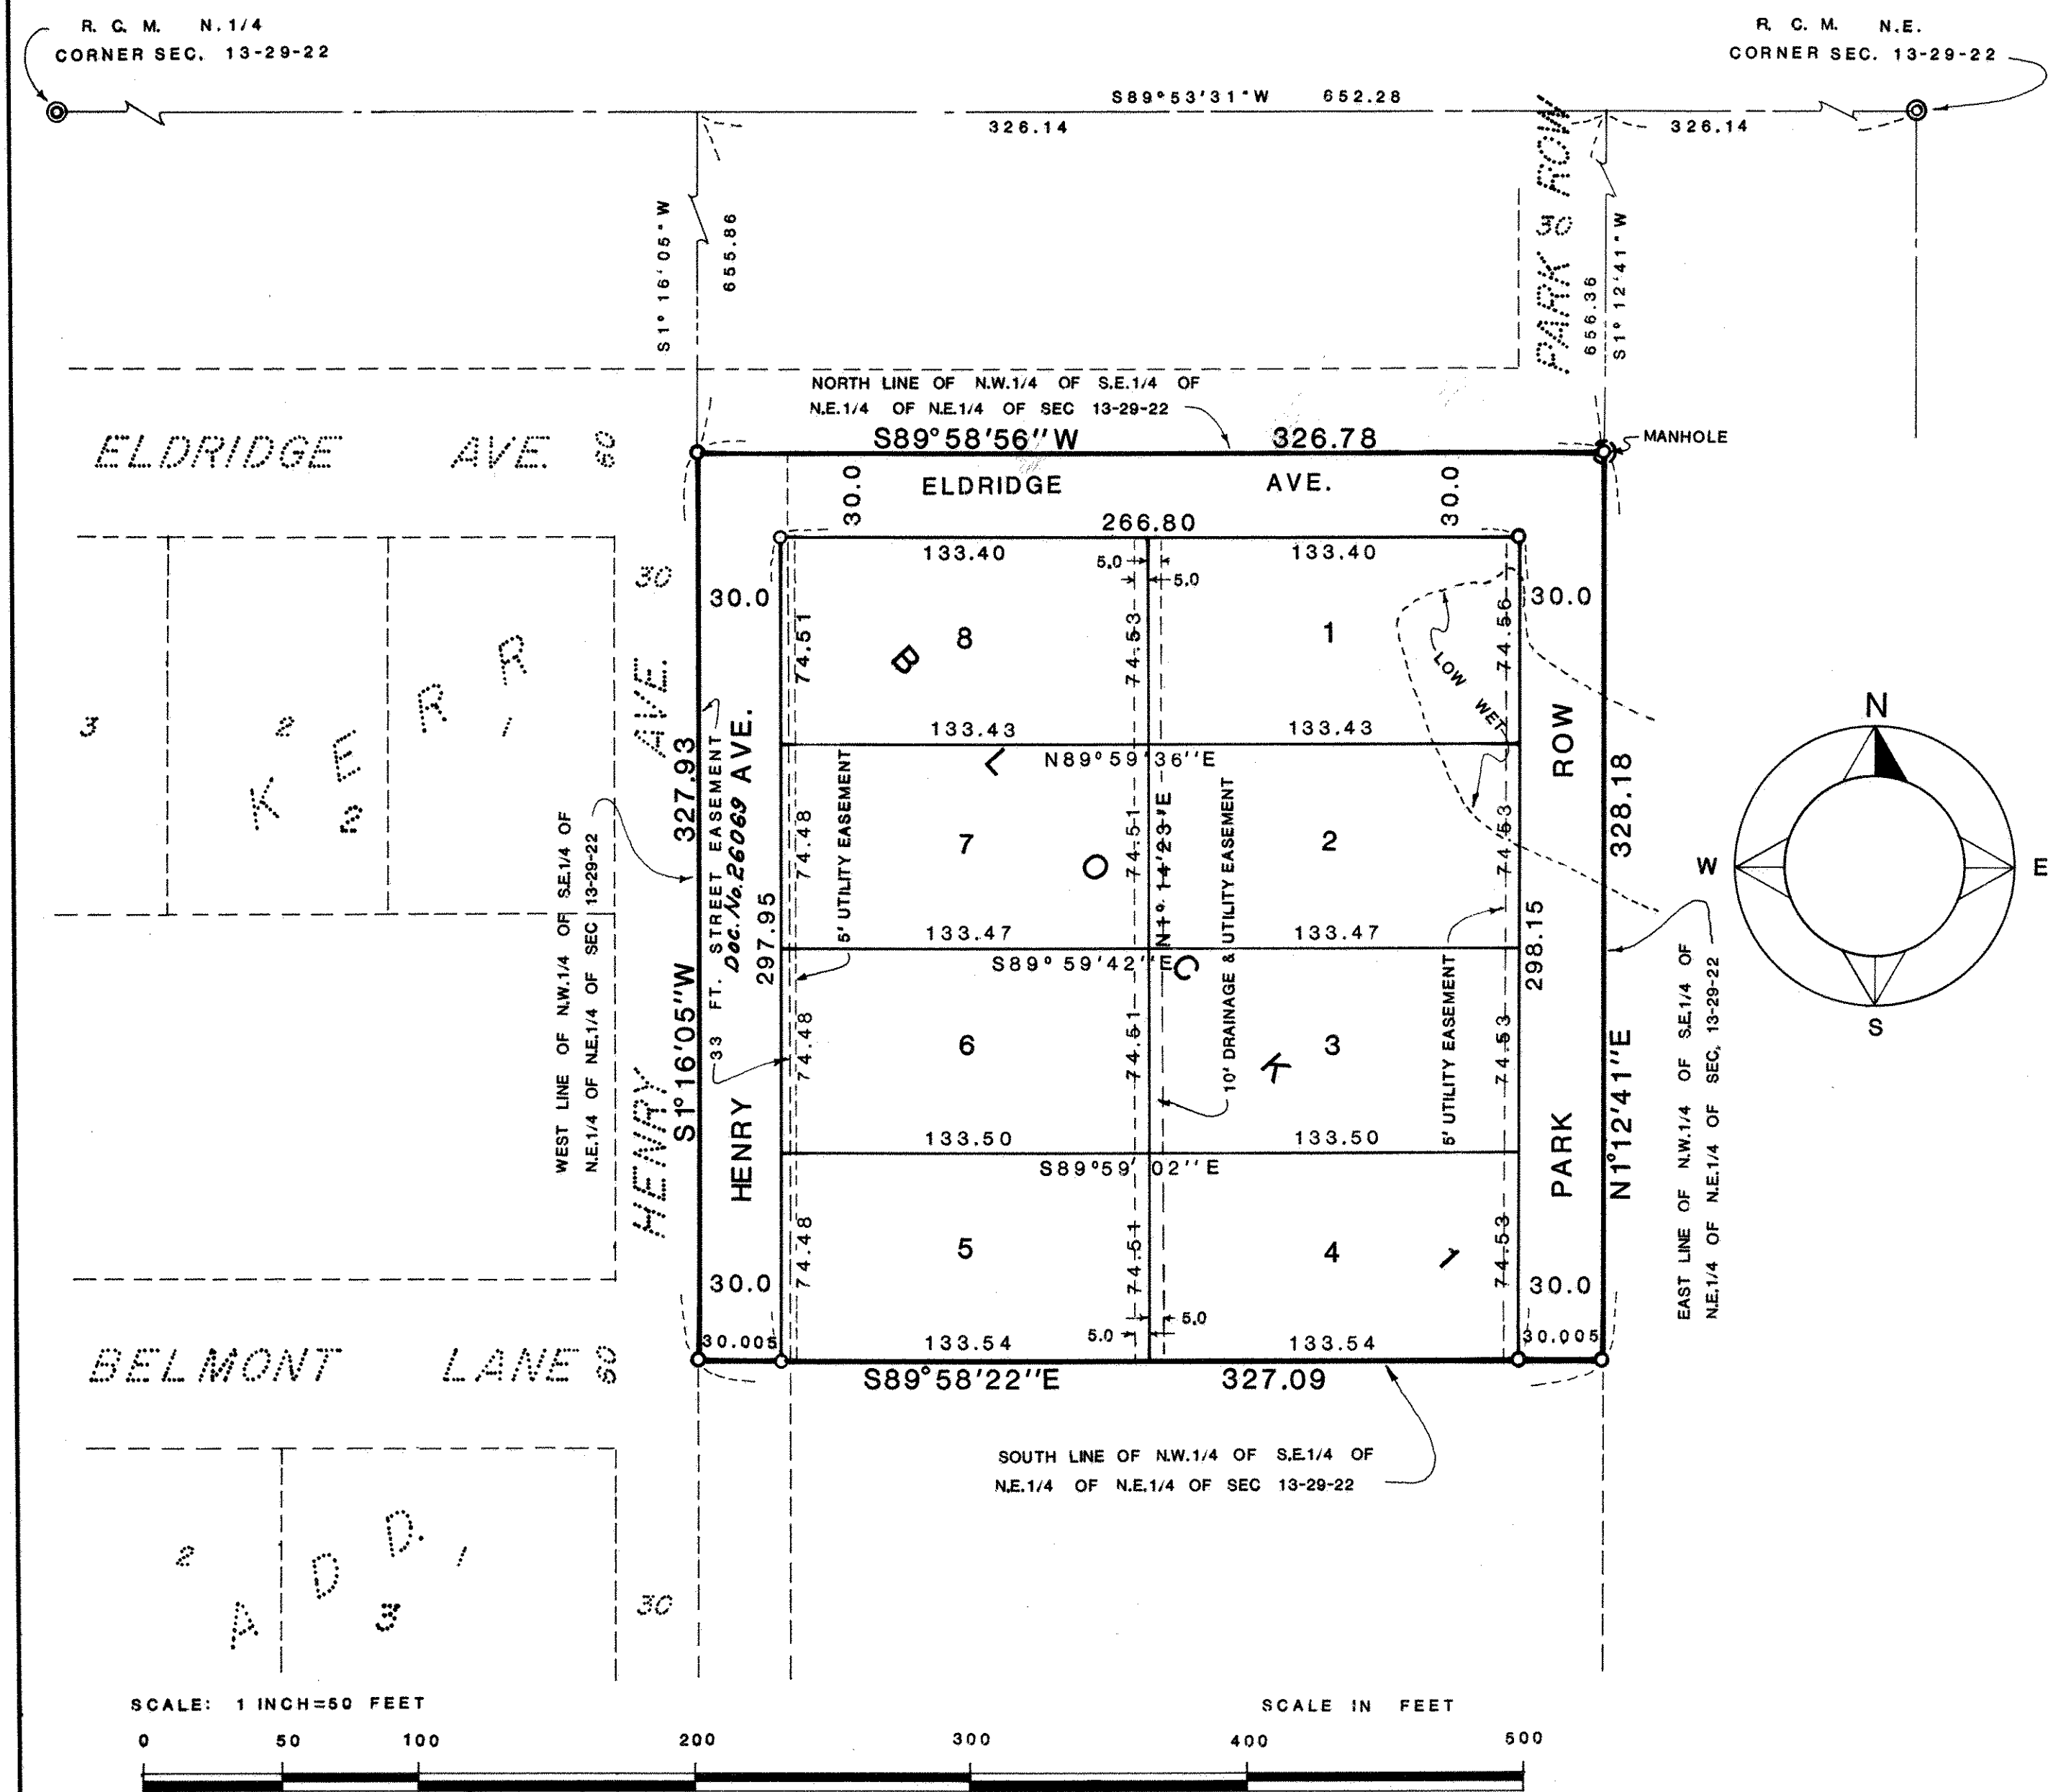 R. C. M. N. 1/4
CORNER SEC. 13-29-22
R. C. M. N.E.
CORNER SEC. 13-29-22
S89°53'31"W 652.28
326.14
326.14
S1°16'05"W
655.86
PARK ROW
30
656.36
S1°12'41"W
NORTH LINE OF N.W.1/4 OF S.E.1/4 OF
N.E.1/4 OF N.E.1/4 OF SEC 13-29-22
S89°58'56"W 326.78
MANHOLE
ELDRIDGE AVE. 60
ELDRIDGE AVE.
30.0
30.0
266.80
133.40
133.40
5.0
5.0
30
30.0
30.0
74.51
8
74.53
1
74.56
LOW WET
133.43
133.43
N89°59'36"E
BLOCK 1
KERR
3
2
1
2
HENRY AVE.
327.93
S1°16'05"W
WEST LINE OF N.W.1/4 OF S.E.1/4 OF
N.E.1/4 OF N.E.1/4 OF SEC 13-29-22
33 FT. STREET EASEMENT
Doc. No. 26069
HENRY AVE.
297.95
5' UTILITY EASEMENT
74.48
7
74.51
N1°14'23"E
10' DRAINAGE & UTILITY EASEMENT
2
74.53
133.47
133.47
S89°59'42"E
5' UTILITY EASEMENT
298.15
PARK ROW
328.18
N1°12'41"E
EAST LINE OF N.W.1/4 OF S.E.1/4 OF
N.E.1/4 OF N.E.1/4 OF SEC. 13-29-22
N
W
E
S
74.48
6
74.51
3
74.53
133.50
133.50
S89°59'02"E
74.48
5
74.51
4
74.53
30.0
30.0
5.0
5.0
30.005
133.54
133.54
30.005
S89°58'22"E 327.09
BELMONT LANE 60
SOUTH LINE OF N.W.1/4 OF S.E.1/4 OF
N.E.1/4 OF N.E.1/4 OF SEC 13-29-22
ADD.
2
1
3
30
SCALE: 1 INCH=50 FEET
SCALE IN FEET
0 50 100 200 300 400 500